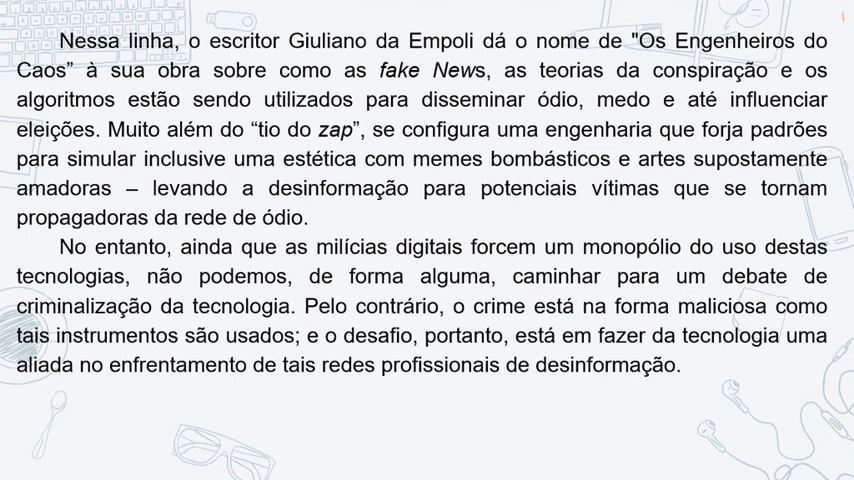 Nessa linha, o escritor Giuliano da Empoli dá o nome de "Os Engenheiros do
Caos” à sua obra sobre como as fake News, as teorias da conspiração e os
algoritmos estão sendo utilizados para disseminar ódio, medo e até influenciar
eleições. Muito além do “tio do zap”, se configura uma engenharia que forja padrões
para simular inclusive uma estética com memes bombásticos e artes supostamente
amadoras – levando a desinformação para potenciais vítimas que se tornam
propagadoras da rede de ódio.
No entanto, ainda que as milícias digitais forcem um monopólio do uso destas
tecnologias, não podemos, de forma alguma, caminhar para um debate de
criminalização da tecnologia. Pelo contrário, o crime está na forma maliciosa como
tais instrumentos são usados; e o desafio, portanto, está em fazer da tecnologia uma
aliada no enfrentamento de tais redes profissionais de desinformação.